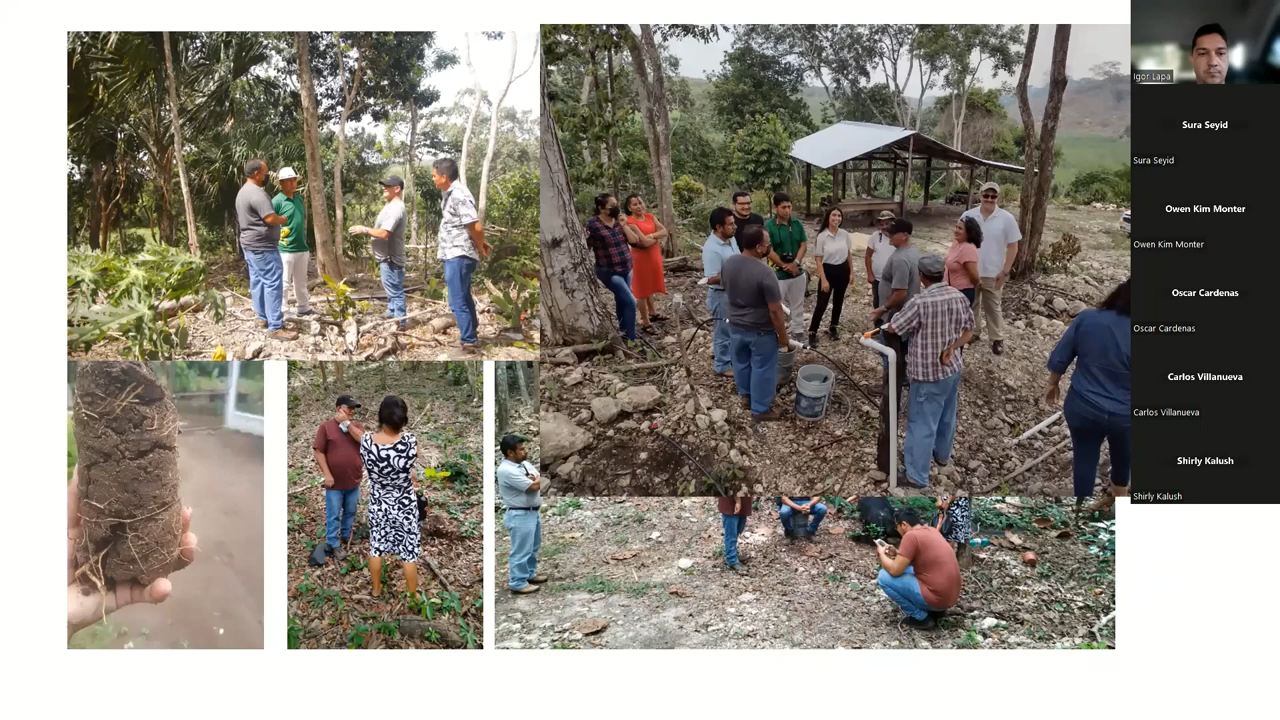 Igor Lapa
Sura Seyid
Sura Seyid
Owen Kim Monter
Owen Kim Monter
Oscar Cardenas
Oscar Cardenas
Carlos Villanueva
Carlos Villanueva
Shirly Kalush
Shirly Kalush